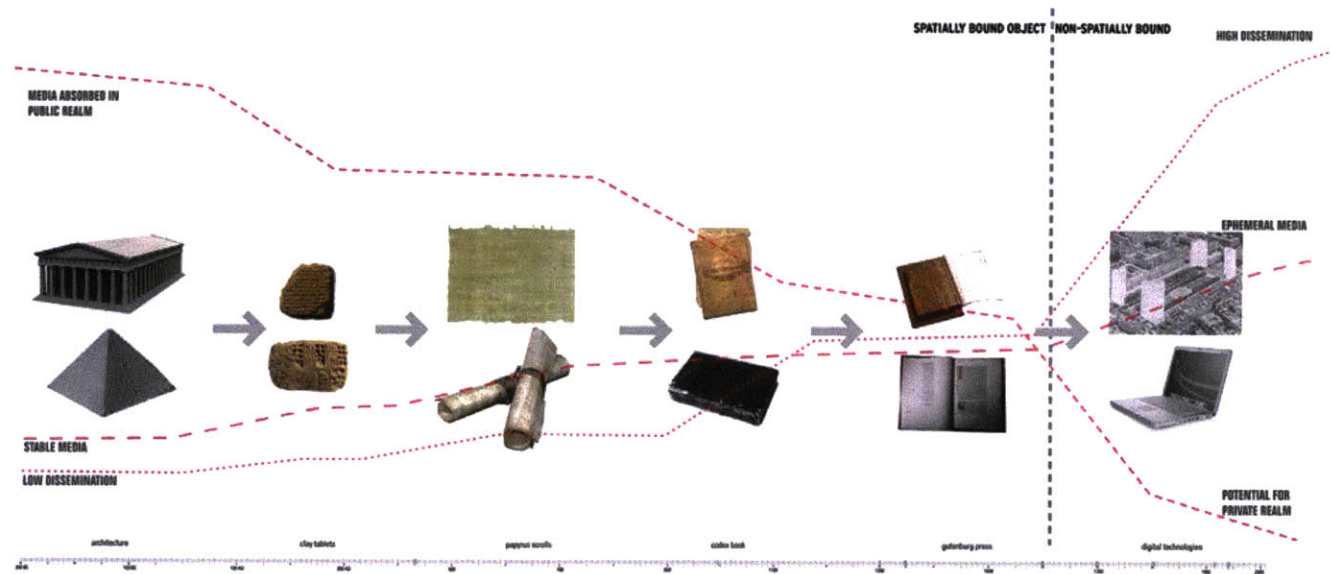 SPATIALLY BOUND OBJECT NON-SPATIALLY BOUND
HIGH DISSEMINATION
MEDIA ABSORBED IN
PUBLIC REALM
EPHEMERAL MEDIA
STABLE MEDIA
LOW DISSEMINATION
POTENTIAL FOR
PRIVATE REALM
architecture
clay tablets
papyrus scrolls
codex book
gutenburg press
digital technologies